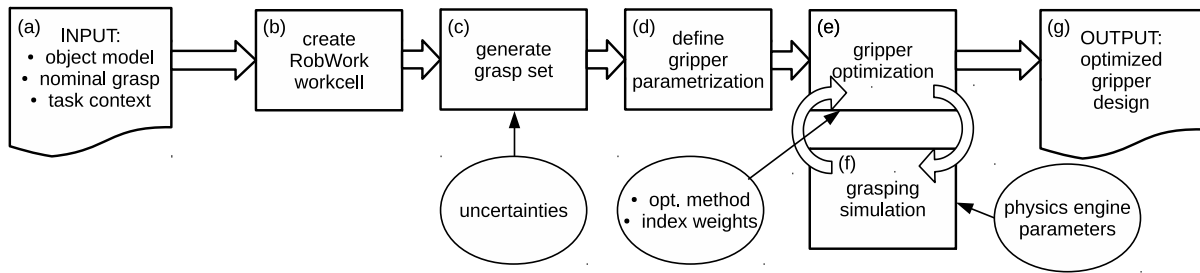 (a)
INPUT:
• object model
• nominal grasp
• task context
(b)
create
RobWork
workcell
(c)
generate
grasp set
(d)
define
gripper
parametrization
(e)
gripper
optimization
(g)
OUTPUT:
optimized
gripper
design
(f)
grasping
simulation
uncertainties
• opt. method
• index weights
physics engine
parameters